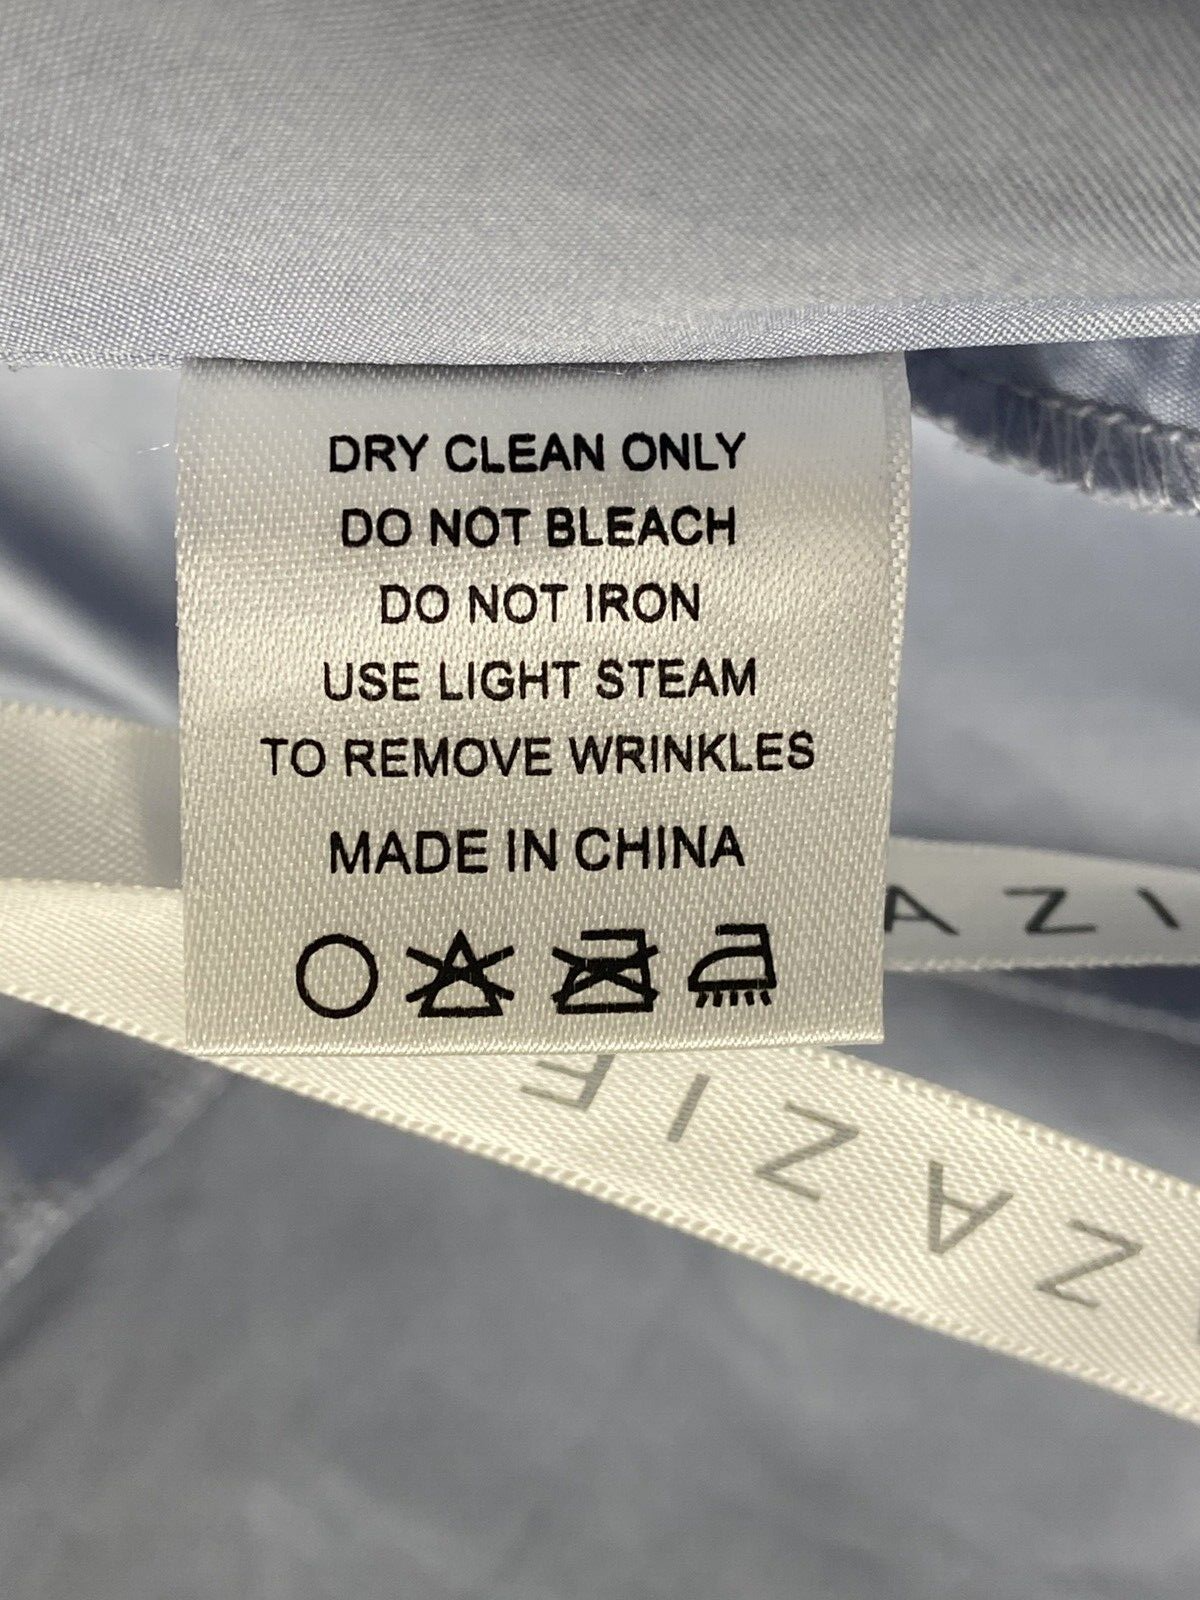 DRY CLEAN ONLY
DO NOT BLEACH
DO NOT IRON
USE LIGHT STEAM
TO REMOVE WRINKLES
MADE IN CHINA
AZI
ZAZIE